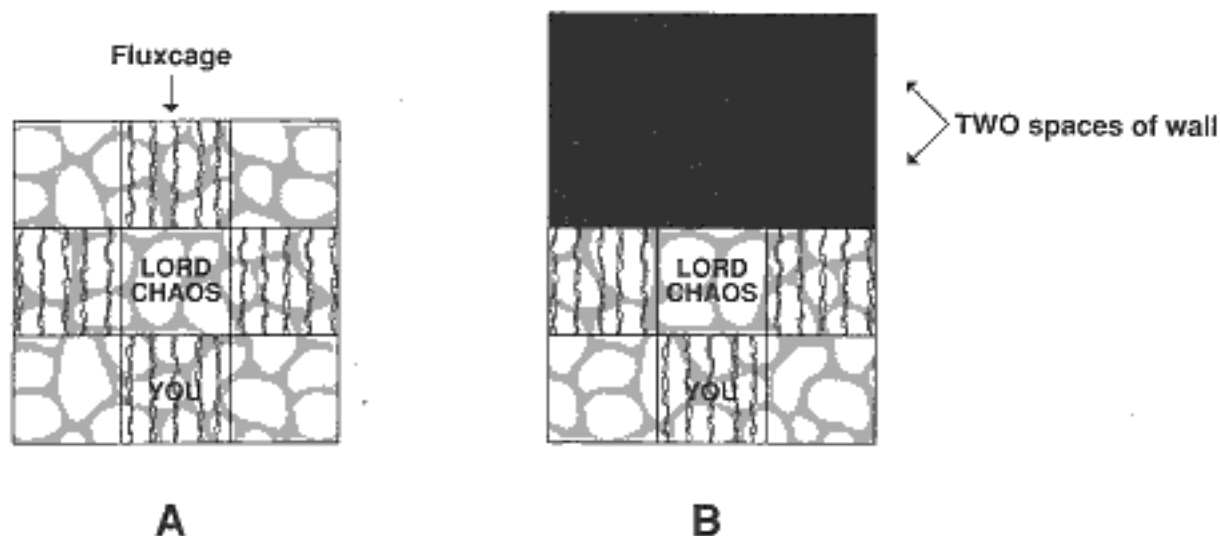 Fluxcage
LORD
CHAOS
YOU
A
TWO spaces of wall
LORD
CHAOS
YOU
B